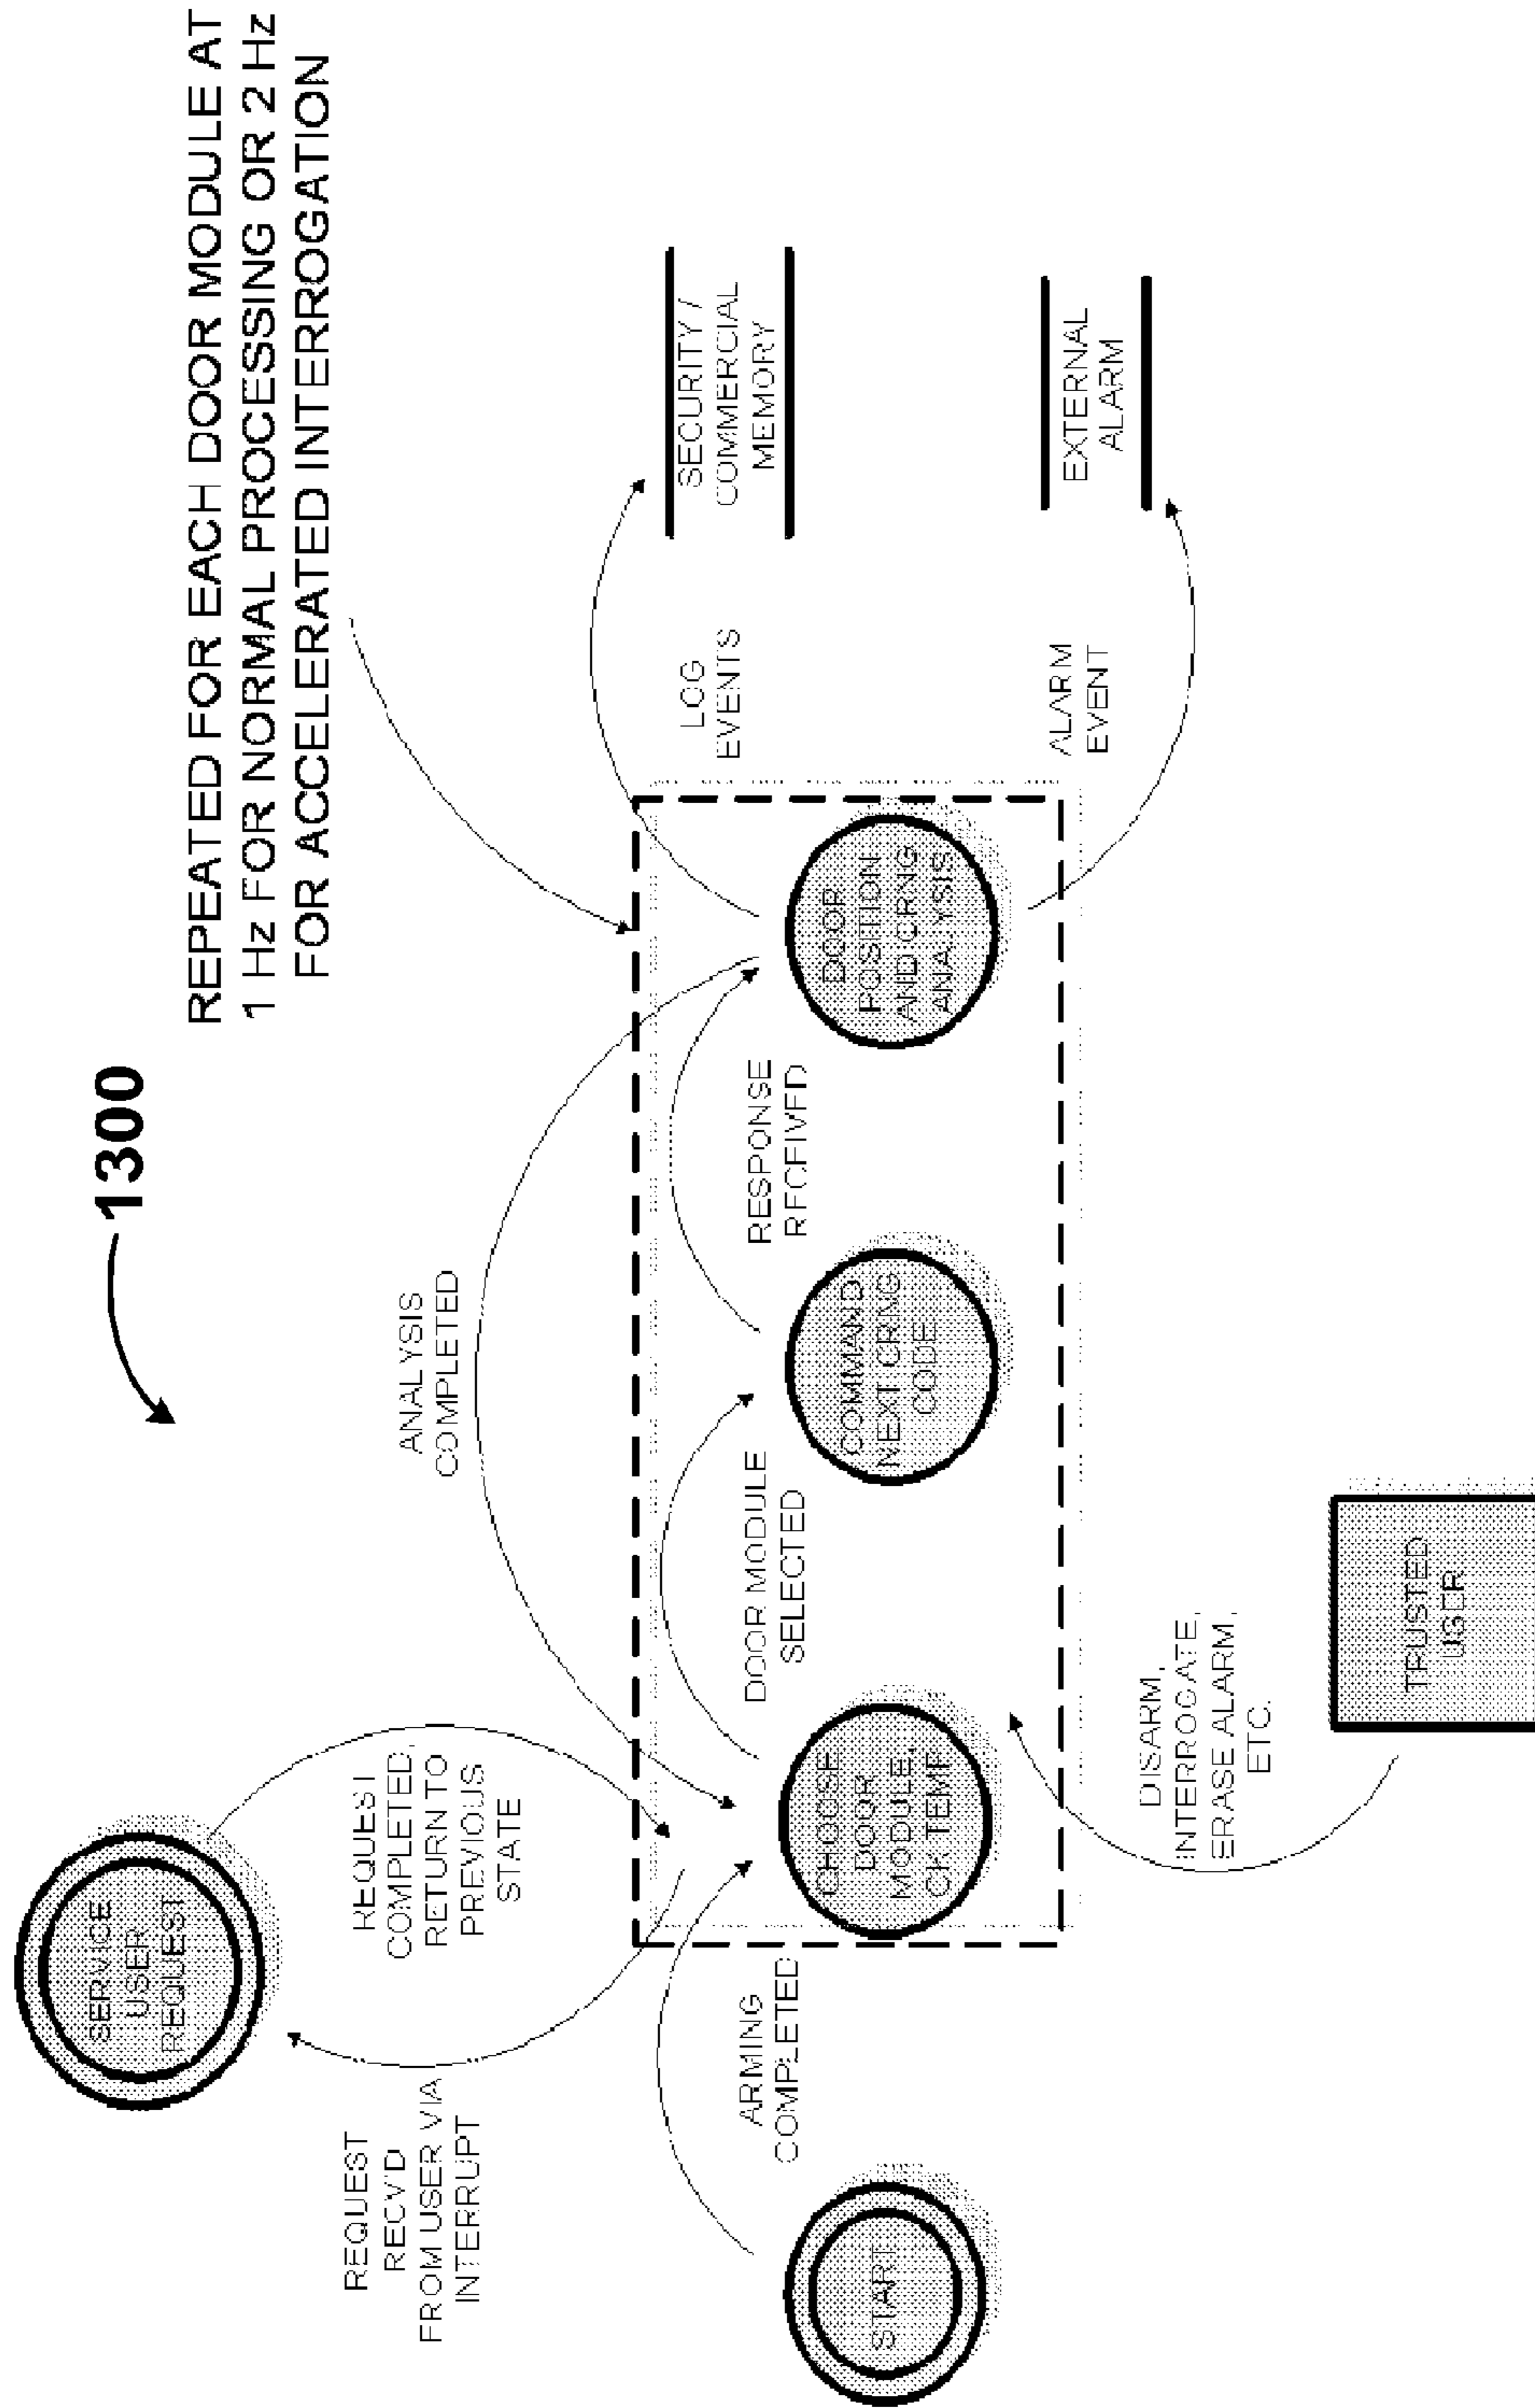 1300
REPEATED FOR EACH DOOR MODULE AT
1 Hz FOR NORMAL PROCESSING OR 2 Hz
FOR ACCELERATED INTERROGATION
SERVICE
USER
REQUEST
REQUEST
RECV'D
FROM USER VIA
INTERRUPT
REQUEST
COMPLETED,
RETURN TO
PREVIOUS
STATE
ANALYSIS
COMPLETED
START
ARMING
COMPLETED
CHOOSE
DOOR
MODULE,
CK TEMP
DOOR MODULE
SELECTED
COMMAND
NEXT CRNG
CODE
RESPONSE
RECEIVED
DOOR
POSITION
AND CRNG
ANALYSIS
LOG
EVENTS
SECURITY /
COMMERCIAL
MEMORY
ALARM
EVENT
EXTERNAL
ALARM
DISARM,
INTERROGATE,
ERASE ALARM,
ETC.
TRUSTED
USER